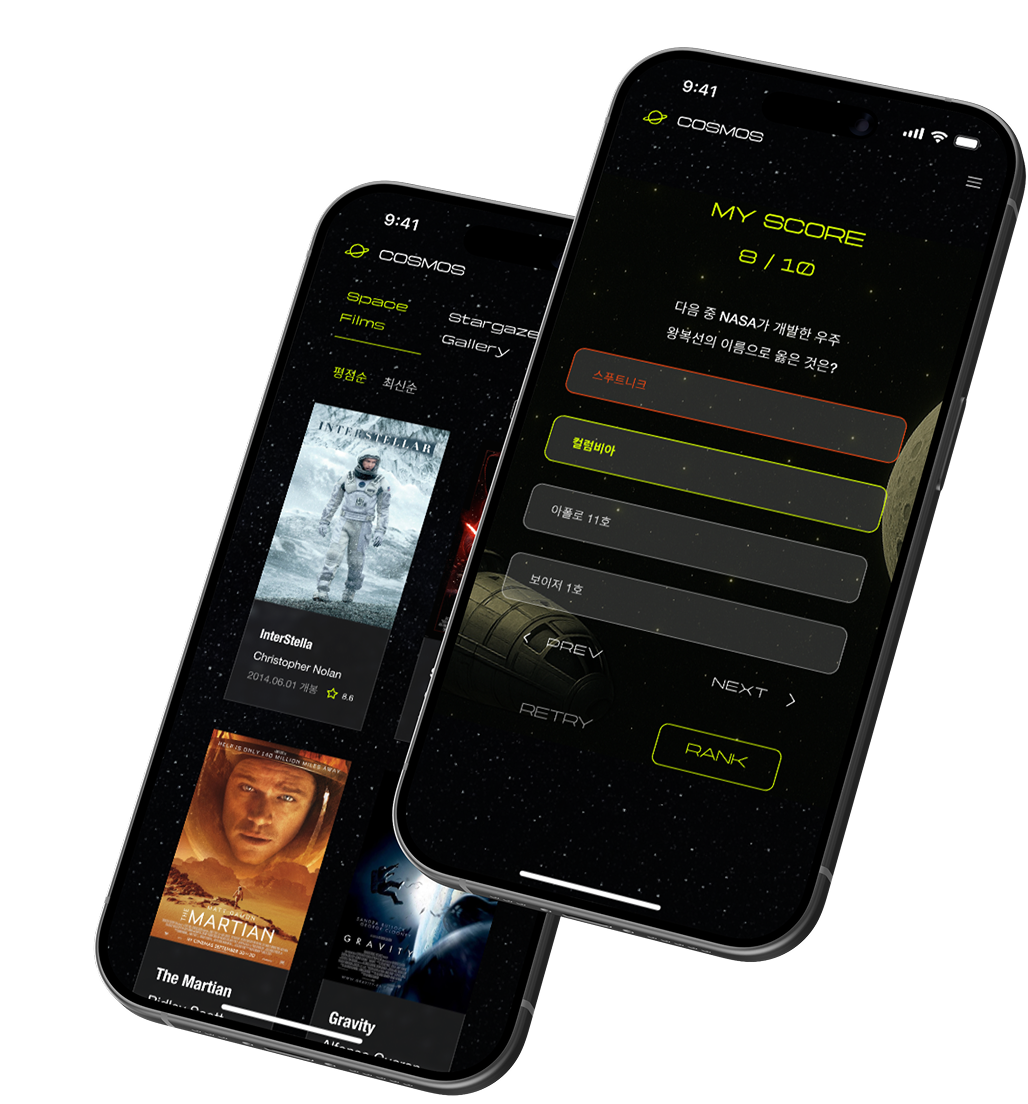 9:41
COSMOS
Space
Films
Stargaze
Gallery
평점순 최신순
INTERSTELLAR
InterStella
Christopher Nolan
2014.06.01 개봉 8.6
HELP IS ONLY 140 MILLION MILES AWAY
MATT DAMON
THE
MARTIAN
The Martian
Ridley Scott
SANDRA BULLOCK
GEORGE CLOONEY
GRAVITY
Gravity
Alfonso Cuaron
9:41
COSMOS
MY SCORE
8 / 10
다음 중 NASA가 개발한 우주
왕복선의 이름으로 옳은 것은?
스푸트니크
컬럼비아
아폴로 11호
보이저 1호
PREV
NEXT
RETRY
RANK